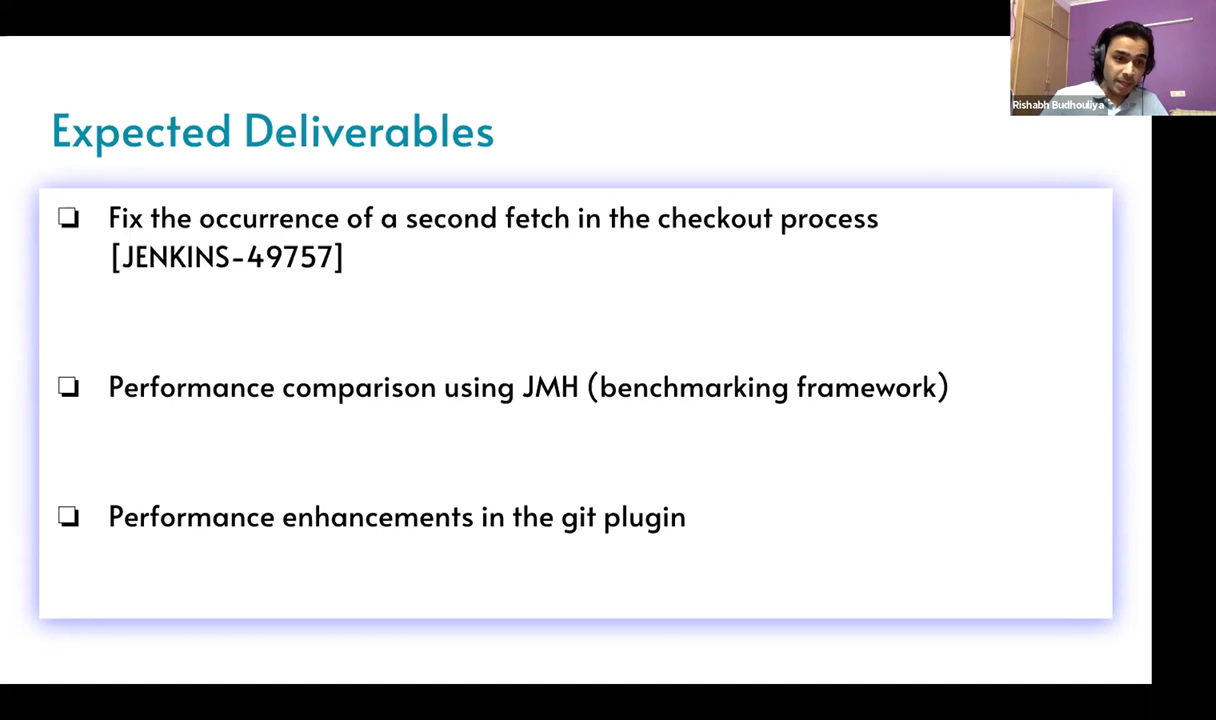 Rishabh Budhouliya
Expected Deliverables
Fix the occurrence of a second fetch in the checkout process
[JENKINS-49757]
Performance comparison using JMH (benchmarking framework)
Performance enhancements in the git plugin